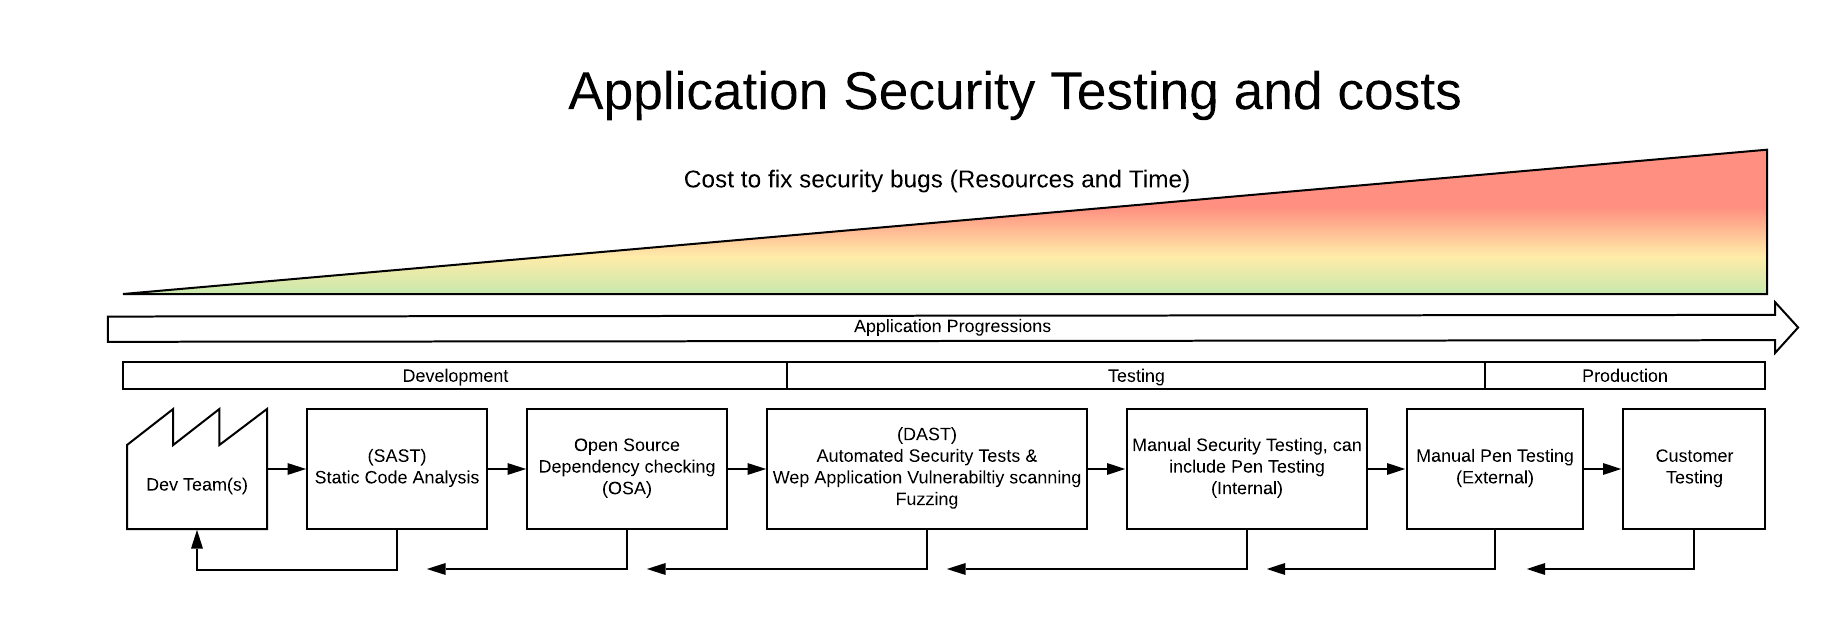 Application Security Testing and costs
Cost to fix security bugs (Resources and Time)
Application Progressions
Development
Testing
Production
Dev Team(s)
(SAST)
Static Code Analysis
Open Source
Dependency checking
(OSA)
(DAST)
Automated Security Tests &
Wep Application Vulnerabiltiy scanning
Fuzzing
Manual Security Testing, can
include Pen Testing
(Internal)
Manual Pen Testing
(External)
Customer
Testing